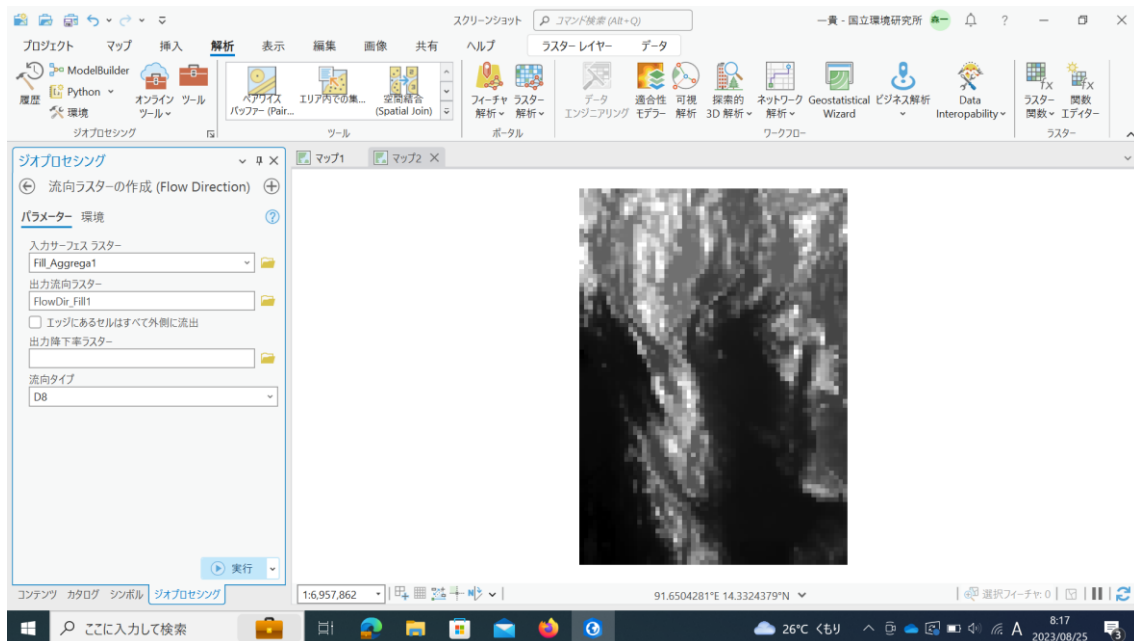 スクリーンショット
コマンド検索 (Alt+Q)
一貴 - 国立環境研究所 森一 ?
プロジェクト マップ 挿入 解析 表示 編集 画像 共有 ヘルプ ラスター レイヤー データ
履歴
ModelBuilder
Python
環境
オンライン ツール
ツール
ジオプロセシング
ペアワイズ バッファー (Pair...
エリア内での集...
空間結合 (Spatial Join)
ツール
フィーチャ 解析
ラスター 解析
ポータル
データ エンジニアリング
適合性 モデラー
可視 解析
探索的 3D 解析
ネットワーク 解析
Geostatistical Wizard
ビジネス解析
Data Interoperability
ワークフロー
ラスター 関数
関数 エディター
ラスター
ジオプロセシング
流向ラスターの作成 (Flow Direction)
パラメーター 環境
入力サーフェス ラスター
Fill_Aggrega1
出力流向ラスター
FlowDir_Fill1
エッジにあるセルはすべて外側に流出
出力降下率ラスター
流向タイプ
D8
実行
コンテンツ カタログ シンボル ジオプロセシング
マップ1
マップ2
1:6,957,862
91.6504281°E 14.3324379°N
選択フィーチャ: 0
ここに入力して検索
26°C くもり
A
8:17
2023/08/25
3